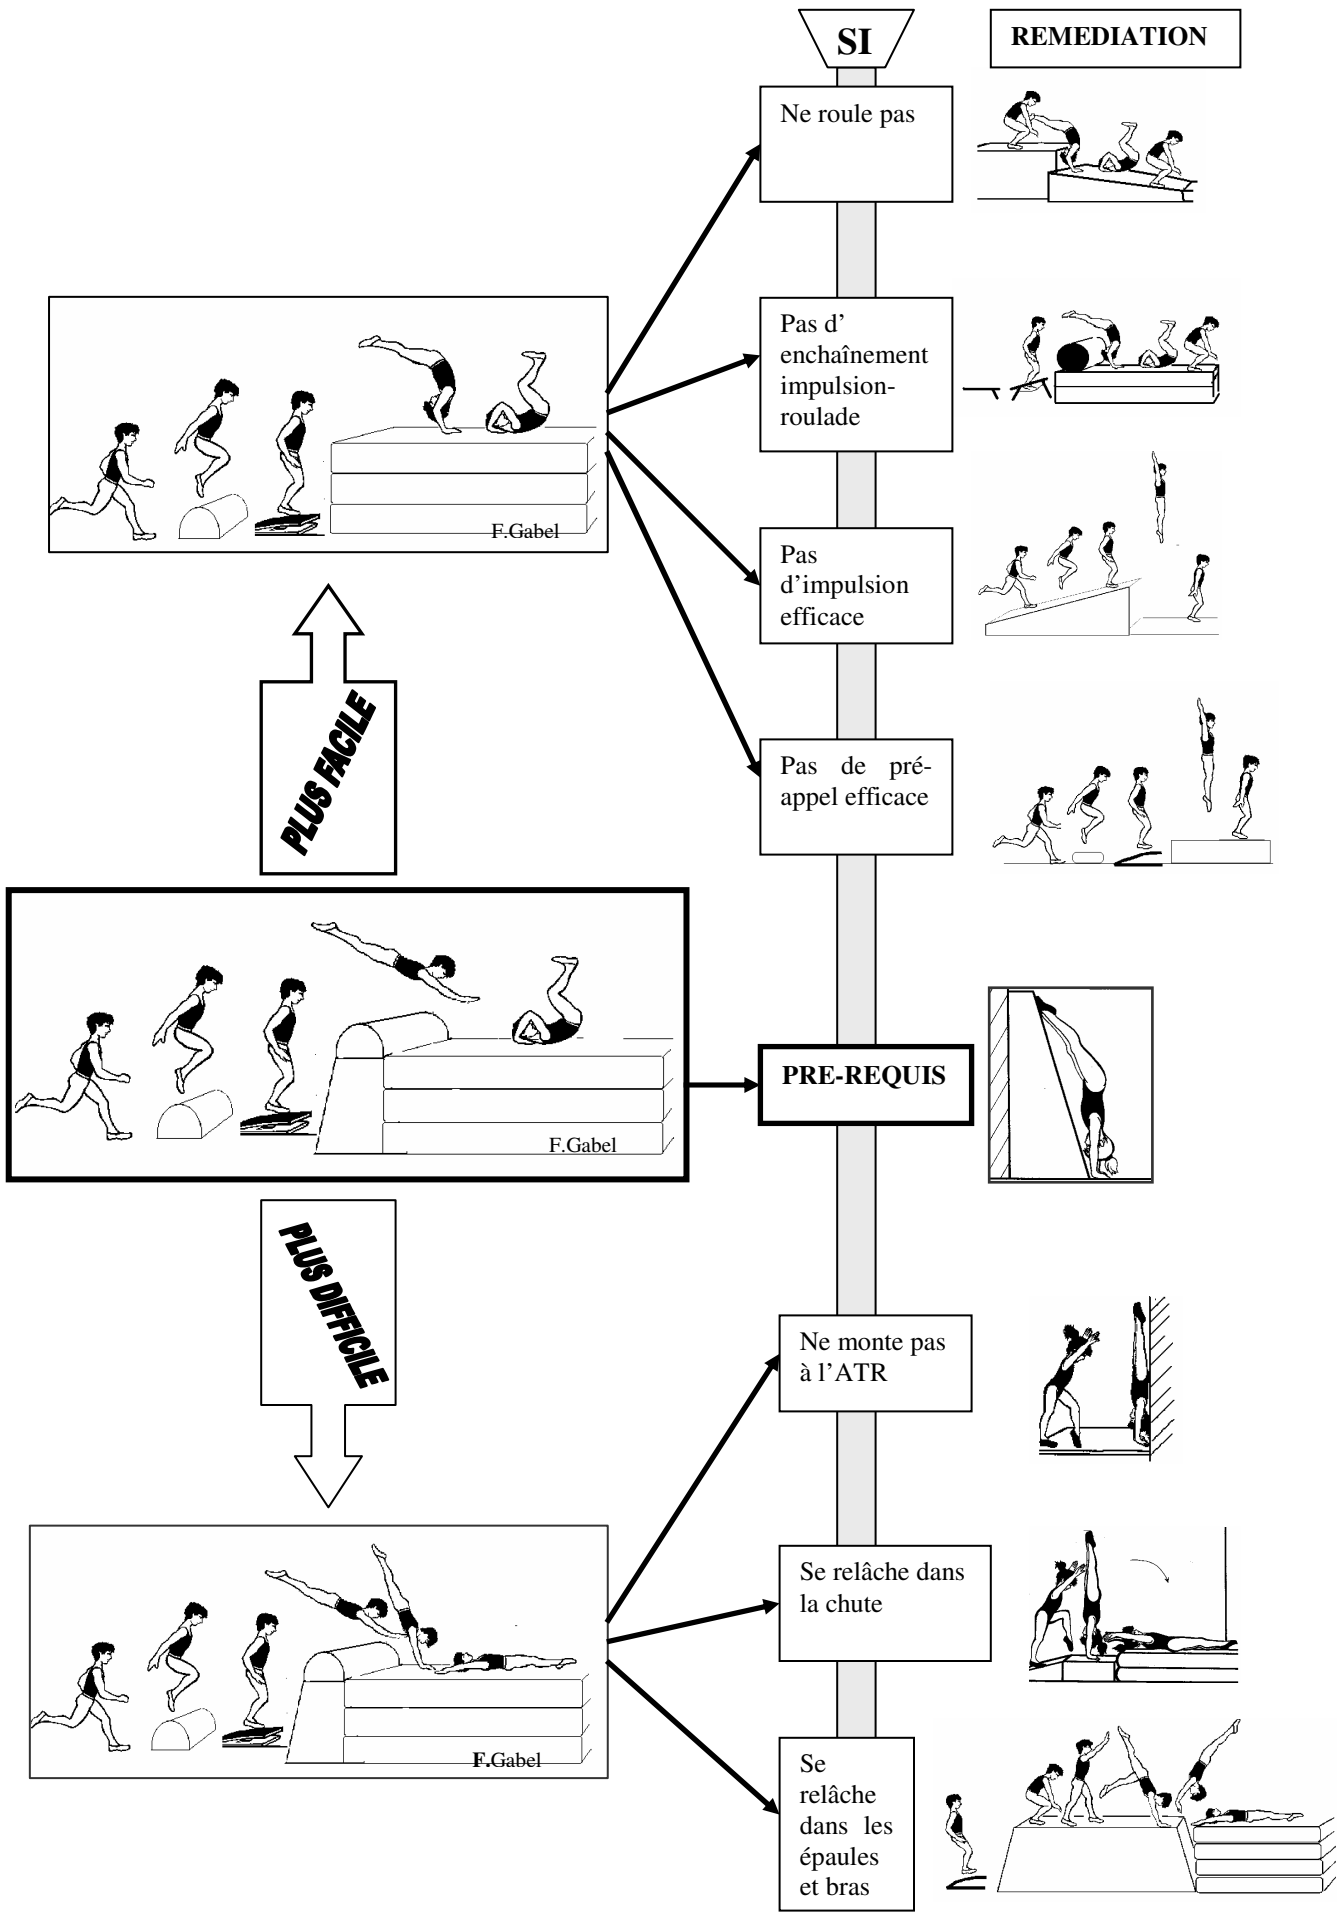 SI
REMEDIATION
Ne roule pas
Pas d’
enchaînement
impulsion-
roulade
F.Gabel
Pas
d’impulsion
efficace
PLUS FACILE
Pas de pré-
appel efficace
PRE-REQUIS
F.Gabel
PLUS DIFFICILE
Ne monte pas
à l’ATR
Se relâche dans
la chute
F.Gabel
Se
relâche
dans les
épaules
et bras